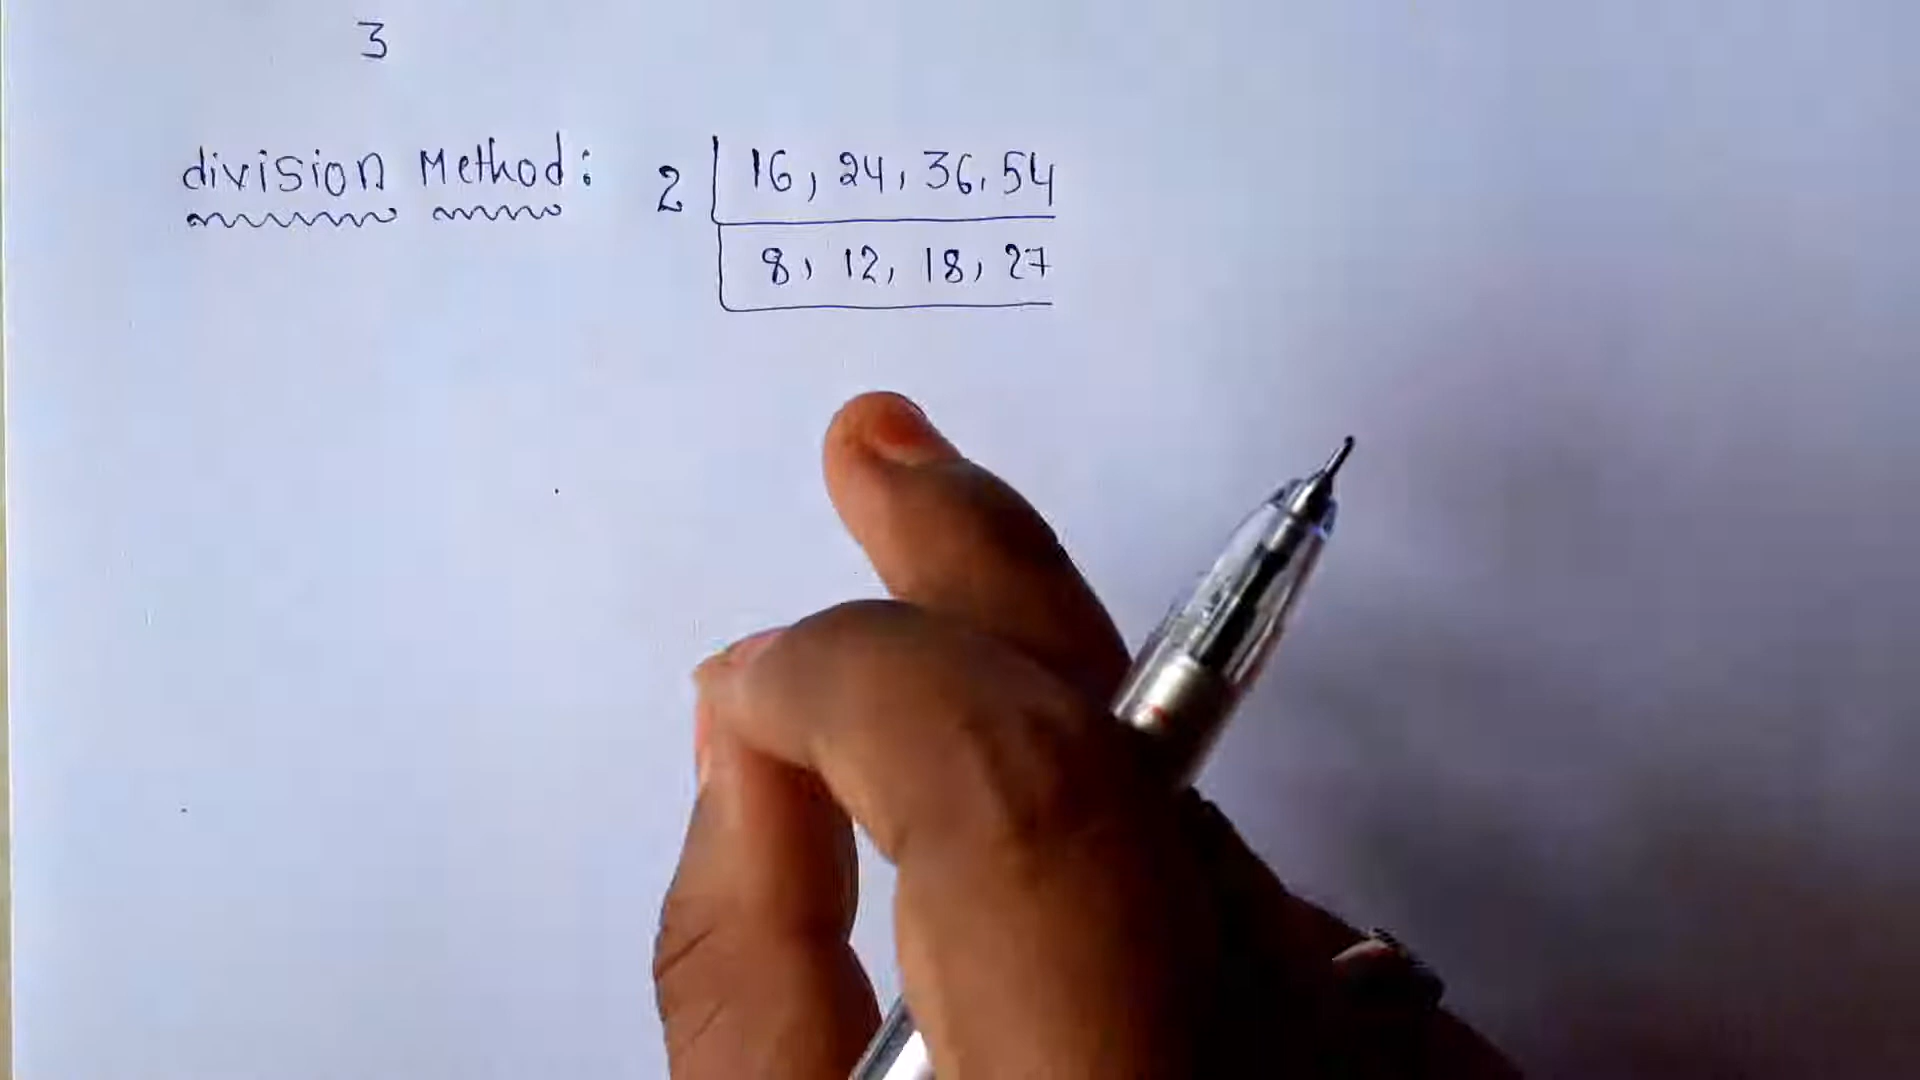 3
division Method: 2 | 16, 24, 36, 54
8, 12, 18, 27